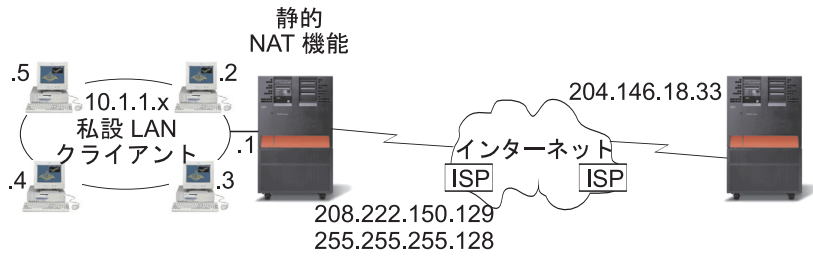 静的
NAT 機能
.5
.2
10.1.1.x
私設 LAN
クライアント
.1
.4
.3
204.146.18.33
インターネット
ISP
ISP
208.222.150.129
255.255.255.128